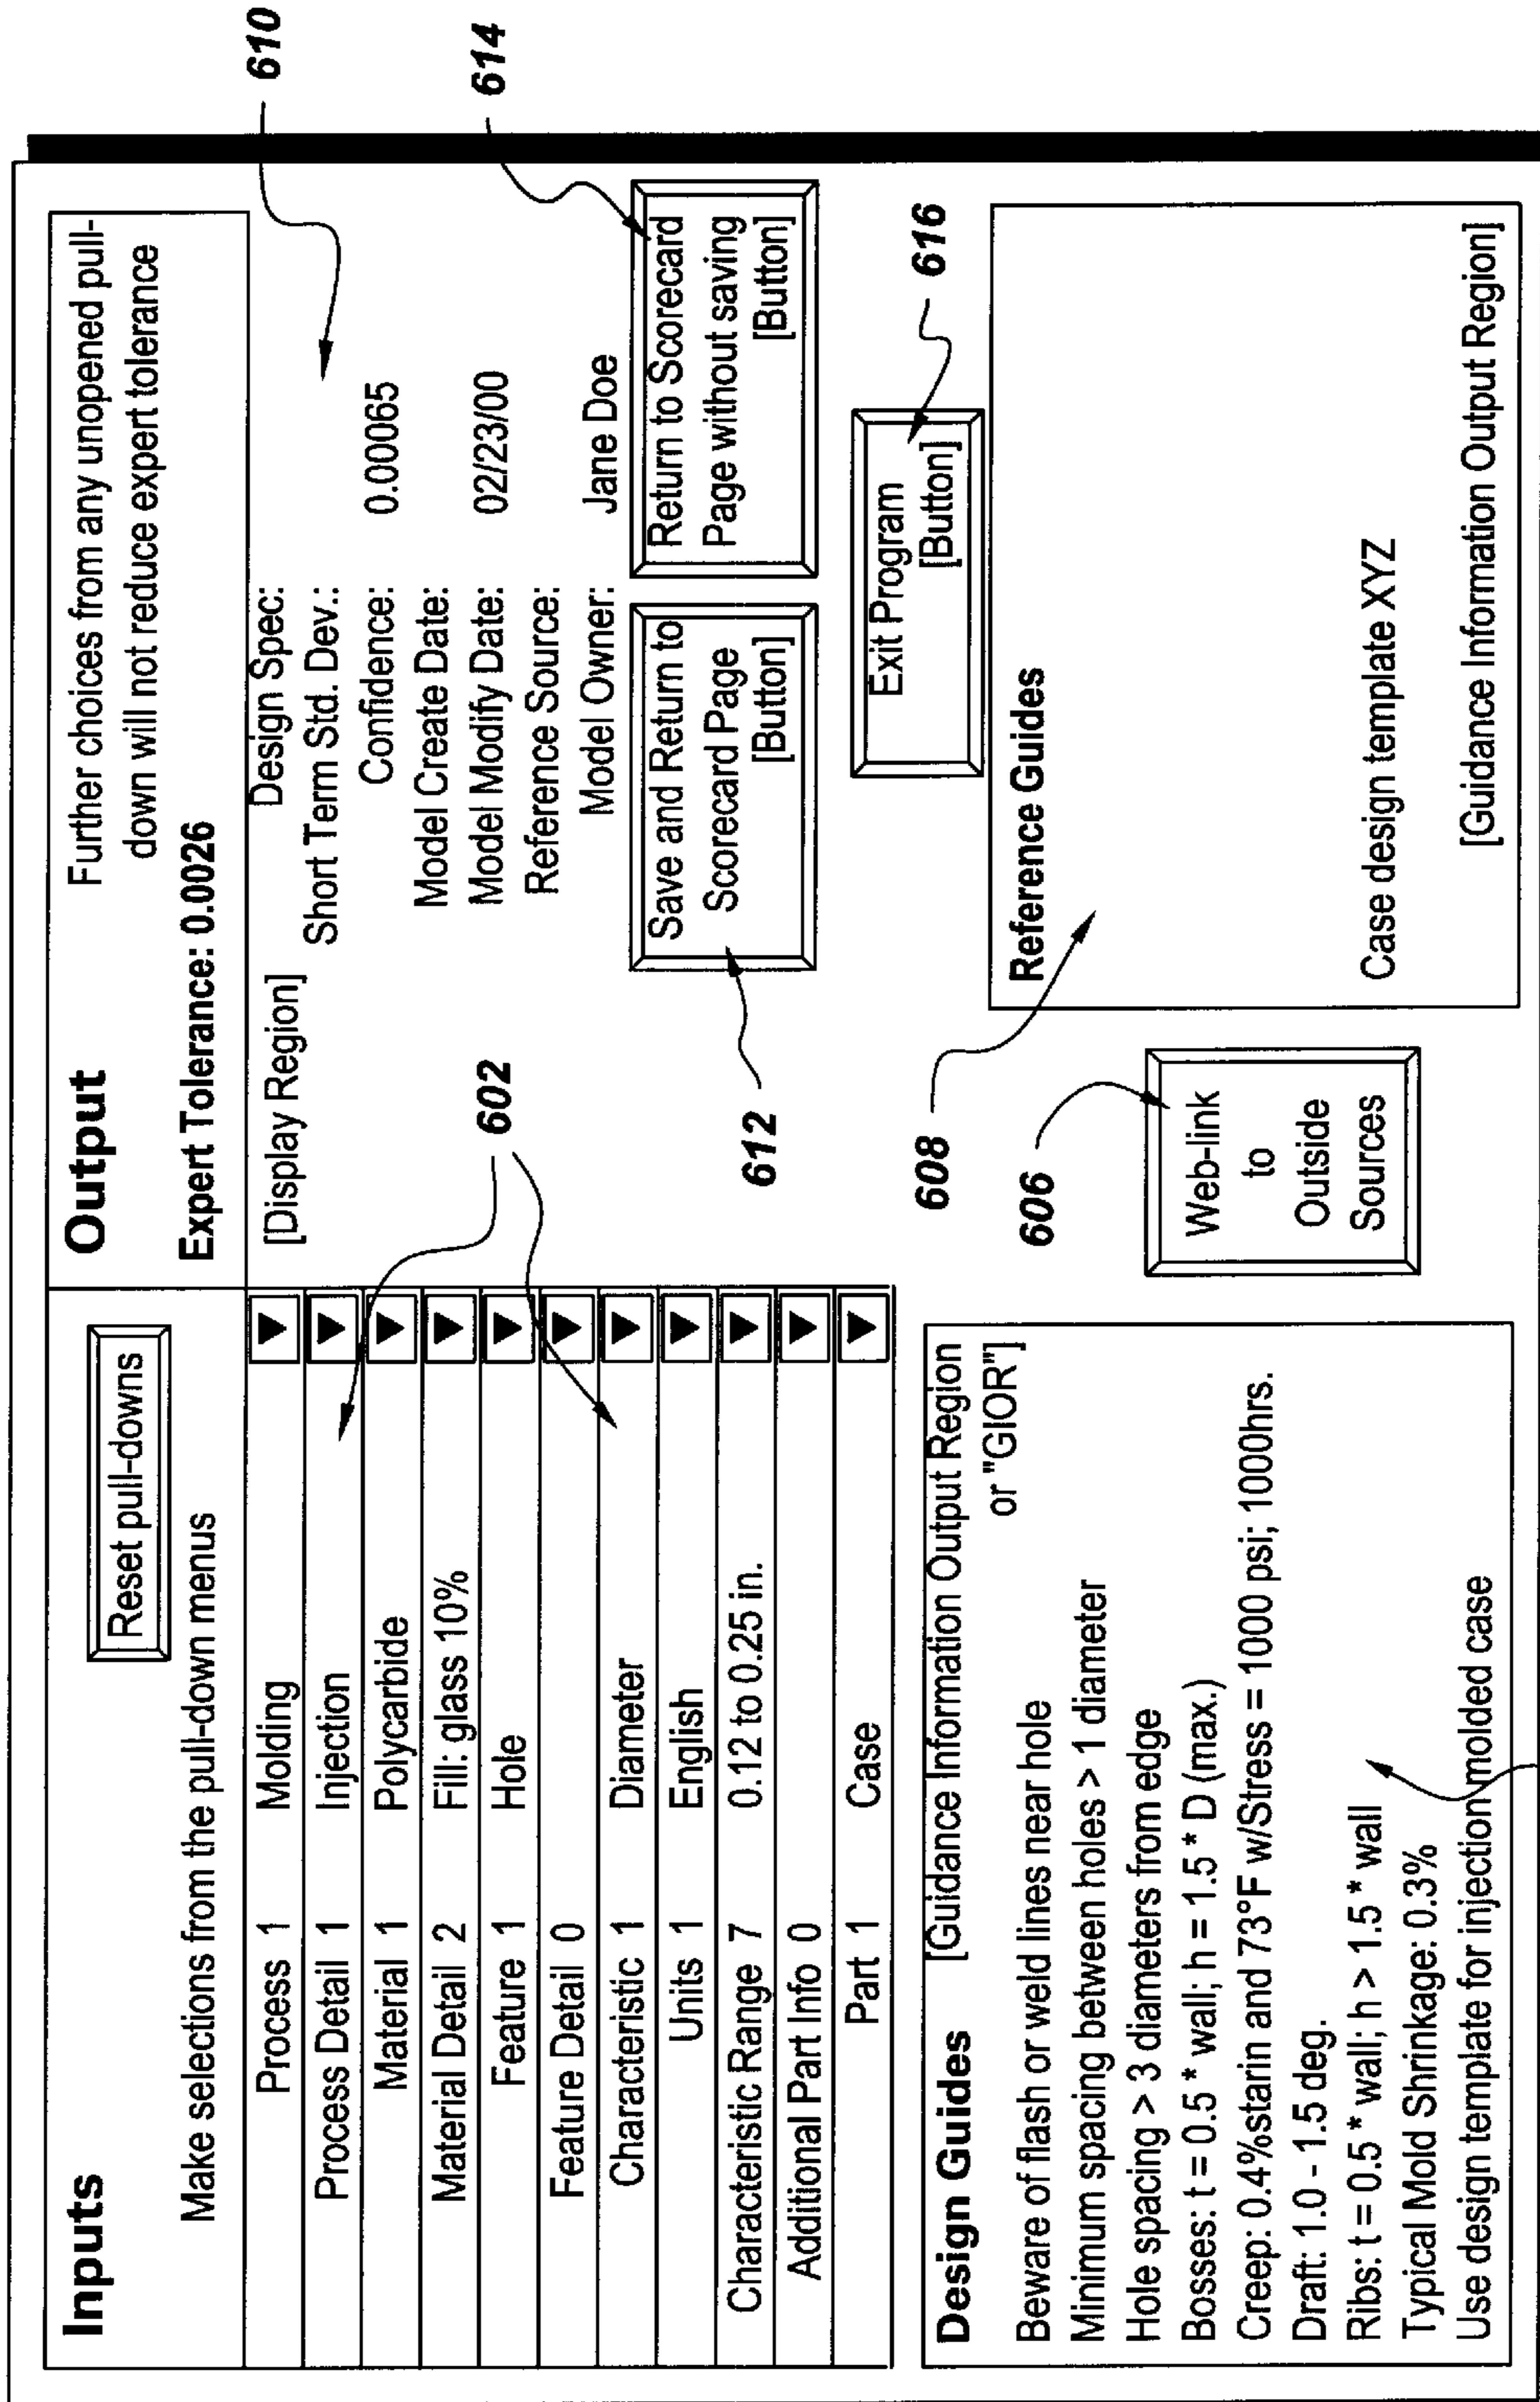 Inputs
Reset pull-downs
Make selections from the pull-down menus
Process 1 Molding
Process Detail 1 Injection
Material 1 Polycarbide
Material Detail 2 Fill: glass 10%
Feature 1 Hole
Feature Detail 0
Characteristic 1 Diameter
Units 1 English
Characteristic Range 7 0.12 to 0.25 in.
Additional Part Info 0
Part 1 Case
Output
Further choices from any unopened pull-
down will not reduce expert tolerance
Expert Tolerance: 0.0026
[Display Region]
Design Spec:
Short Term Std. Dev.:
Confidence: 0.00065
Model Create Date:
Model Modify Date: 02/23/00
Reference Source:
Model Owner: Jane Doe
610
602
Save and Return to
Scorecard Page
[Button]
612
Return to Scorecard
Page without saving
[Button]
614
Exit Program
[Button]
616
Design Guides [Guidance Information Output Region
or "GIOR"]
Beware of flash or weld lines near hole
Minimum spacing between holes > 1 diameter
Hole spacing > 3 diameters from edge
Bosses: t = 0.5 * wall; h = 1.5 * D (max.)
Creep: 0.4%starin and 73°F w/Stress = 1000 psi; 1000hrs.
Draft: 1.0 - 1.5 deg.
Ribs: t = 0.5 * wall; h > 1.5 * wall
Typical Mold Shrinkage: 0.3%
Use design template for injection molded case
606
Web-link
to
Outside
Sources
608
Reference Guides
Case design template XYZ
[Guidance Information Output Region]